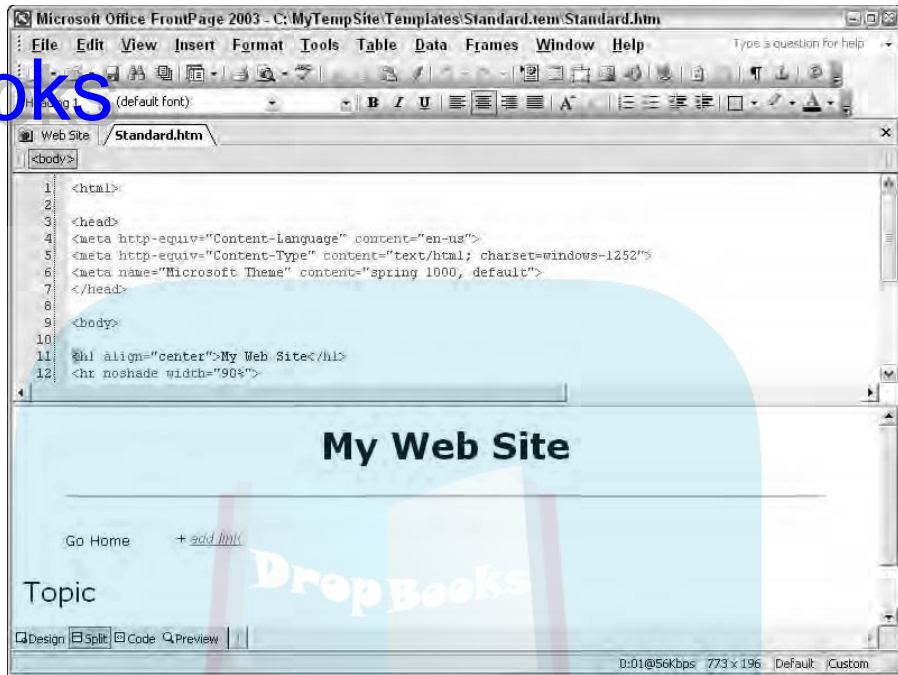 Microsoft Office FrontPage 2003 - C:\MyTempSite\Templates\Standard.tem\Standard.htm
File Edit View Insert Format Tools Table Data Frames Window Help Type a question for help
oks
Heading 1 (default font) B I U A A
Web Site Standard.htm
<body>
1 <html>
2
3 <head>
4 <meta http-equiv="Content-Language" content="en-us">
5 <meta http-equiv="Content-Type" content="text/html; charset=windows-1252">
6 <meta name="Microsoft Theme" content="spring 1000, default">
7 </head>
8
9 <body>
10
11 <h1 align="center">My Web Site</h1>
12 <hr noshade width="90%">
My Web Site
Go Home + add link
DropBooks
Topic
Design Split Code Preview
0:01@56Kbps 773 x 196 Default Custom